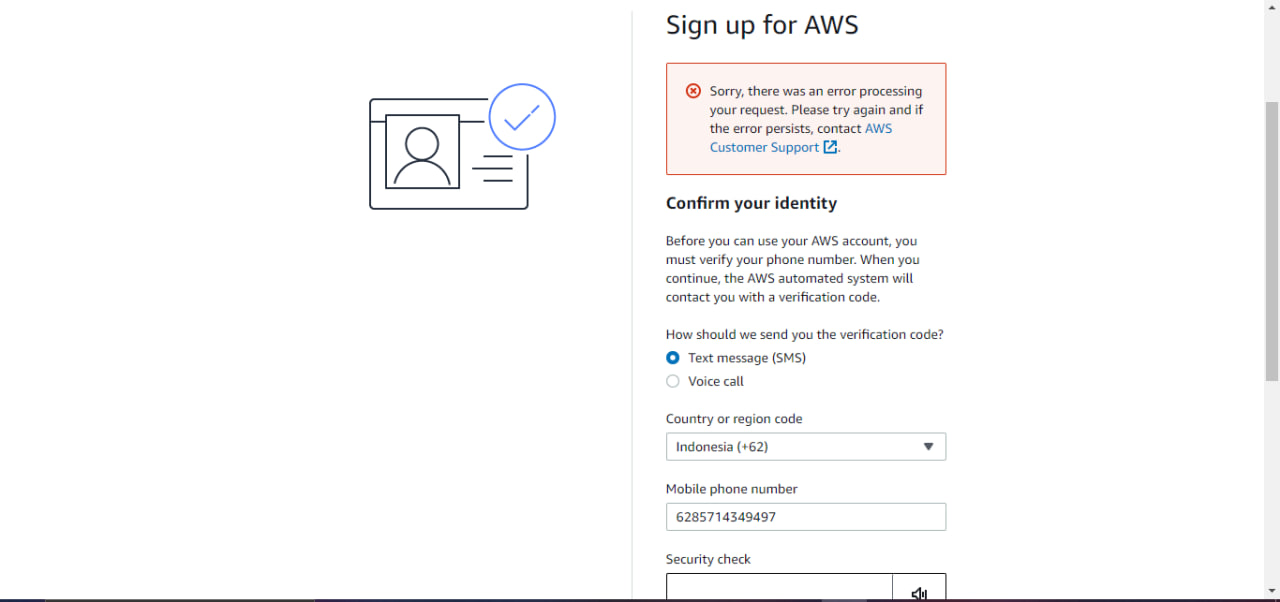 Sign up for AWS
Sorry, there was an error processing
your request. Please try again and if
the error persists, contact AWS
Customer Support .
Confirm your identity
Before you can use your AWS account, you
must verify your phone number. When you
continue, the AWS automated system will
contact you with a verification code.
How should we send you the verification code?
Text message (SMS)
Voice call
Country or region code
Indonesia (+62)
Mobile phone number
6285714349497
Security check